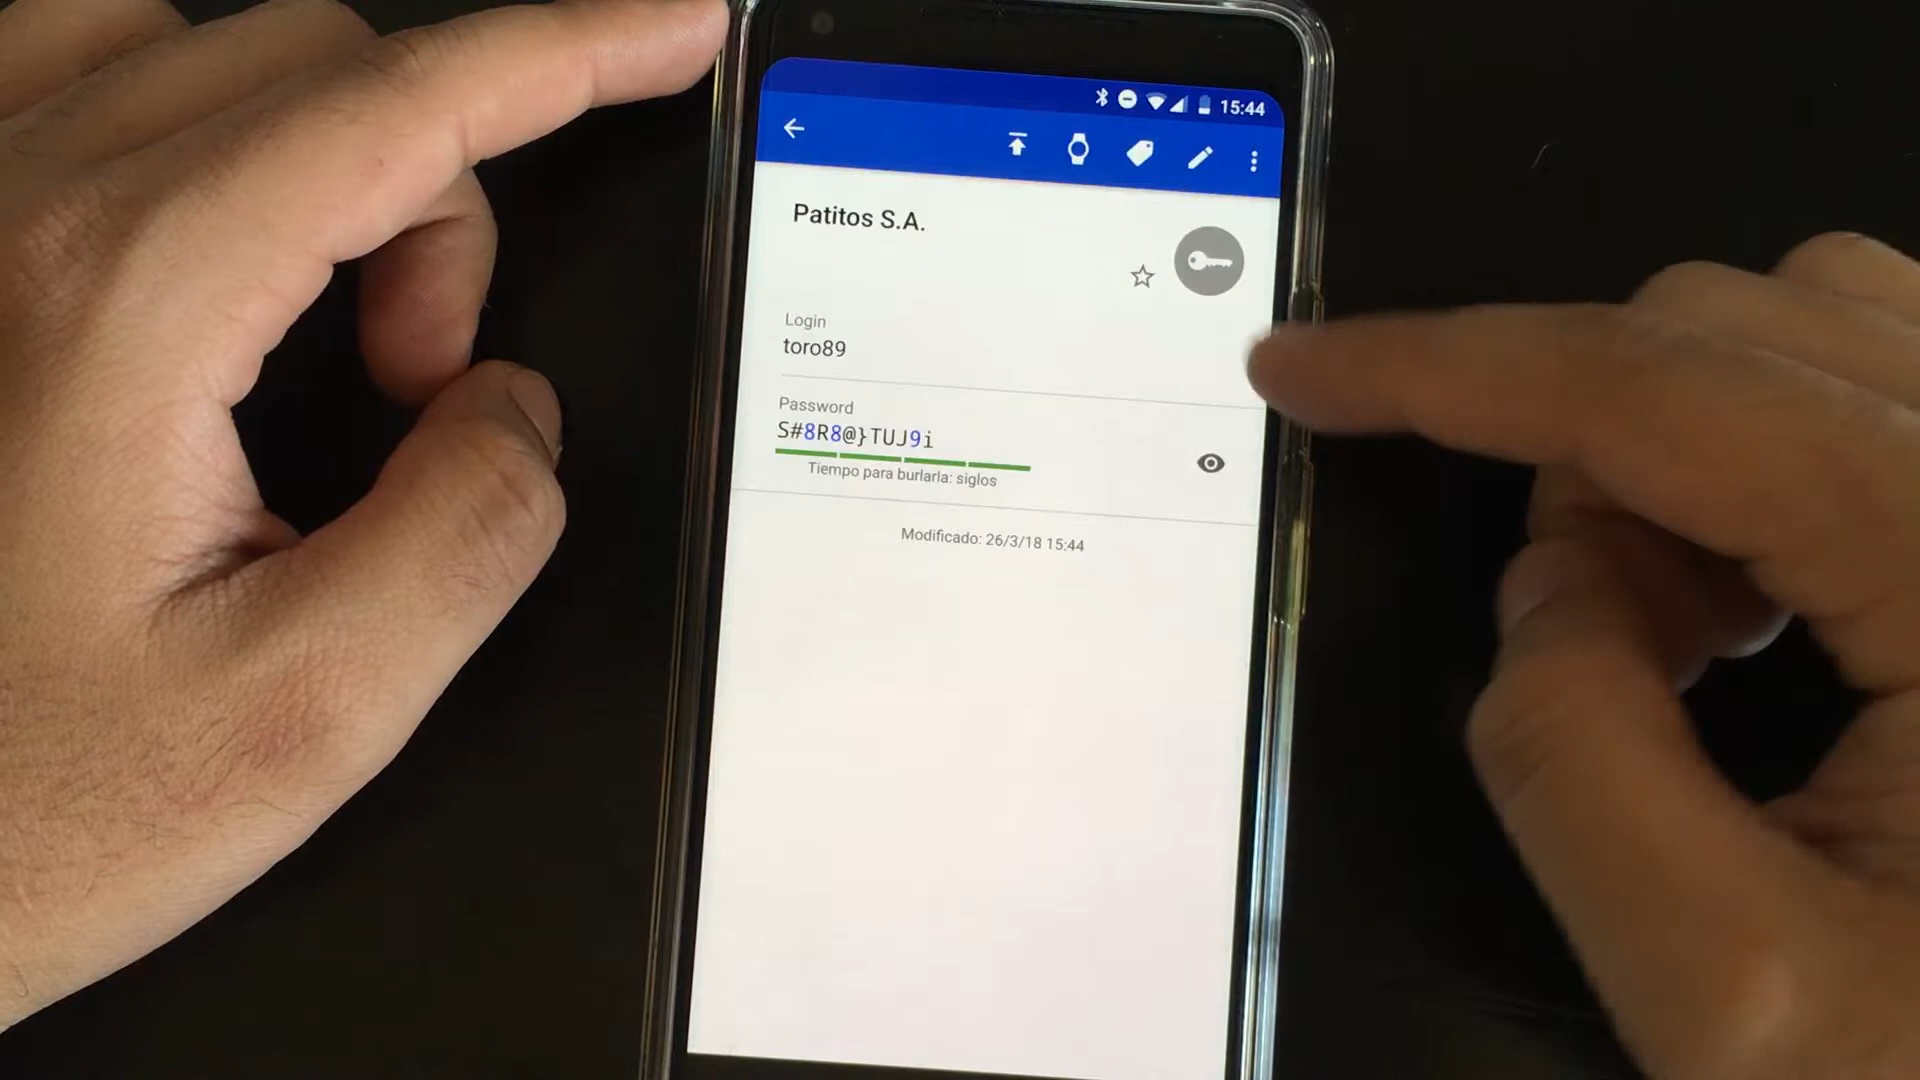 15:44
Patitos S.A.
Login
toro89
Password
S#8R8@}TUJ9i
Tiempo para burlarla: siglos
Modificado: 26/3/18 15:44